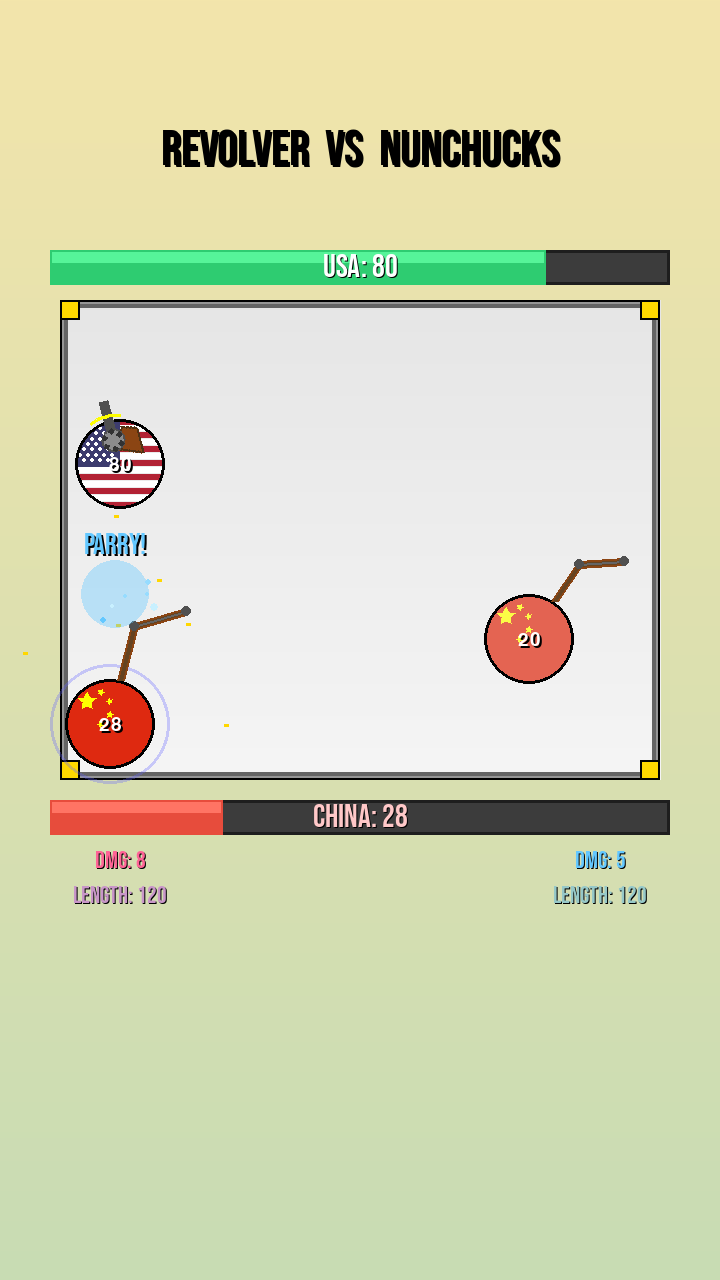 REVOLVER VS NUNCHUCKS
USA: 80
80
PARRY!
20
28
CHINA: 28
DMG: 8
DMG: 5
LENGTH: 120
LENGTH: 120